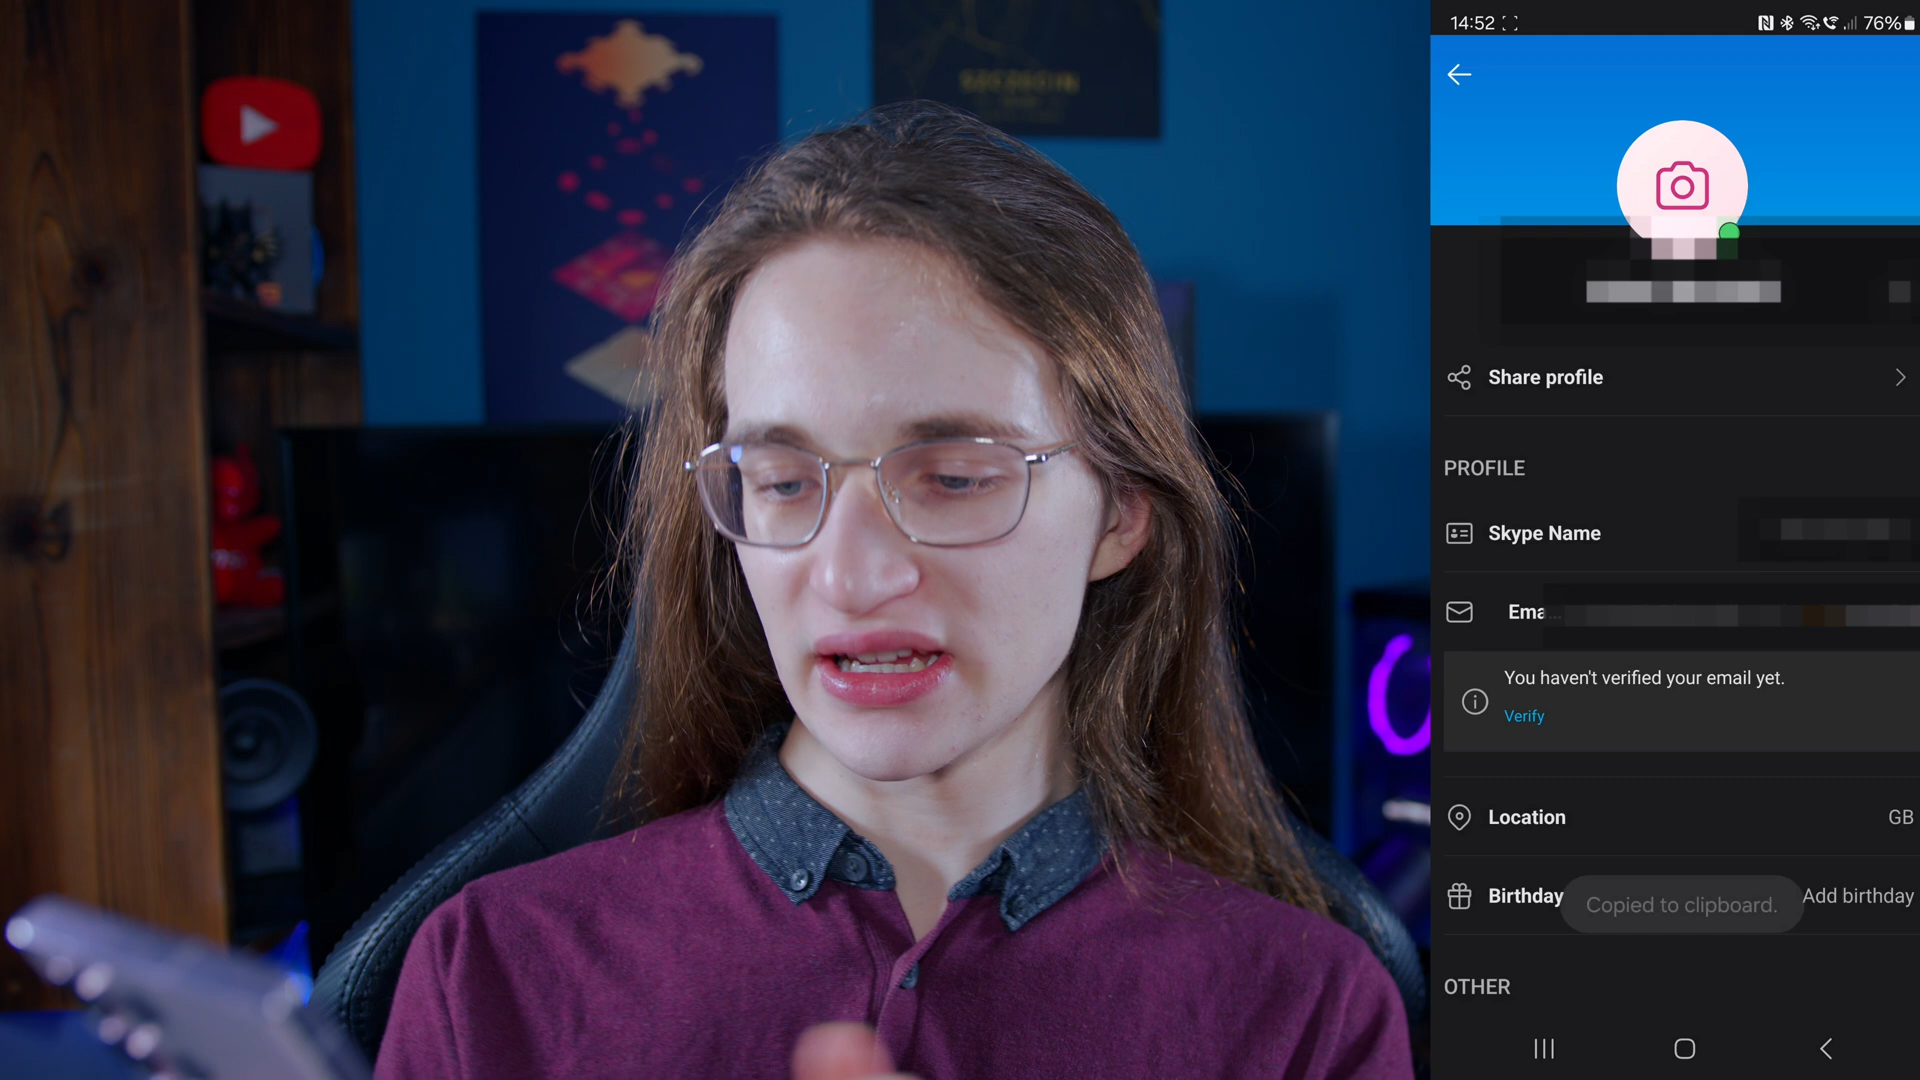 SZCZECIN
14:52
76%
Share profile
PROFILE
Skype Name
Ema...
You haven't verified your email yet.
Verify
Location GB
Birthday Add birthday
Copied to clipboard.
OTHER